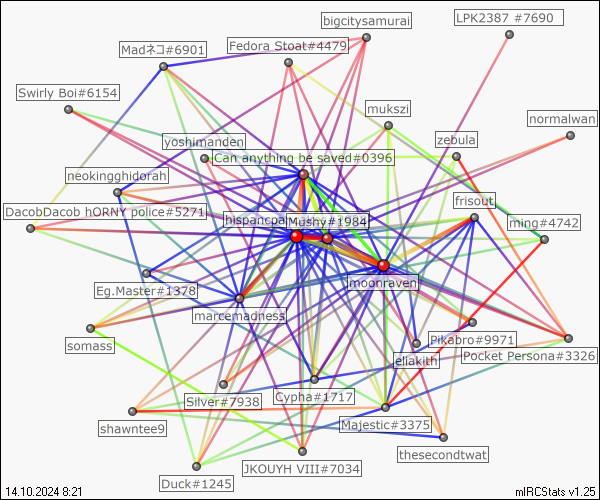 LPK2387 #7690
bigcitysamurai
Madネコ#6901
Fedora Stoat#4479
Swirly Boi#6154
mukszi
normalwan
yoshimanden
zebula
Can anything be saved#0396
neokingghidorah
frisout
DacobDacob hORNY police#5271
hispancpa
Mushy#1984
ming#4742
Eg.Master#1378
moonraven
marcemadness
somass
Pikabro#9971
eliakith
Pocket Persona#3326
Silver#7938
Cypha#1717
shawntee9
Majestic#3375
thesecondtwat
JKOUYH VIII#7034
Duck#1245
14.10.2024 8:21
mIRCStats v1.25